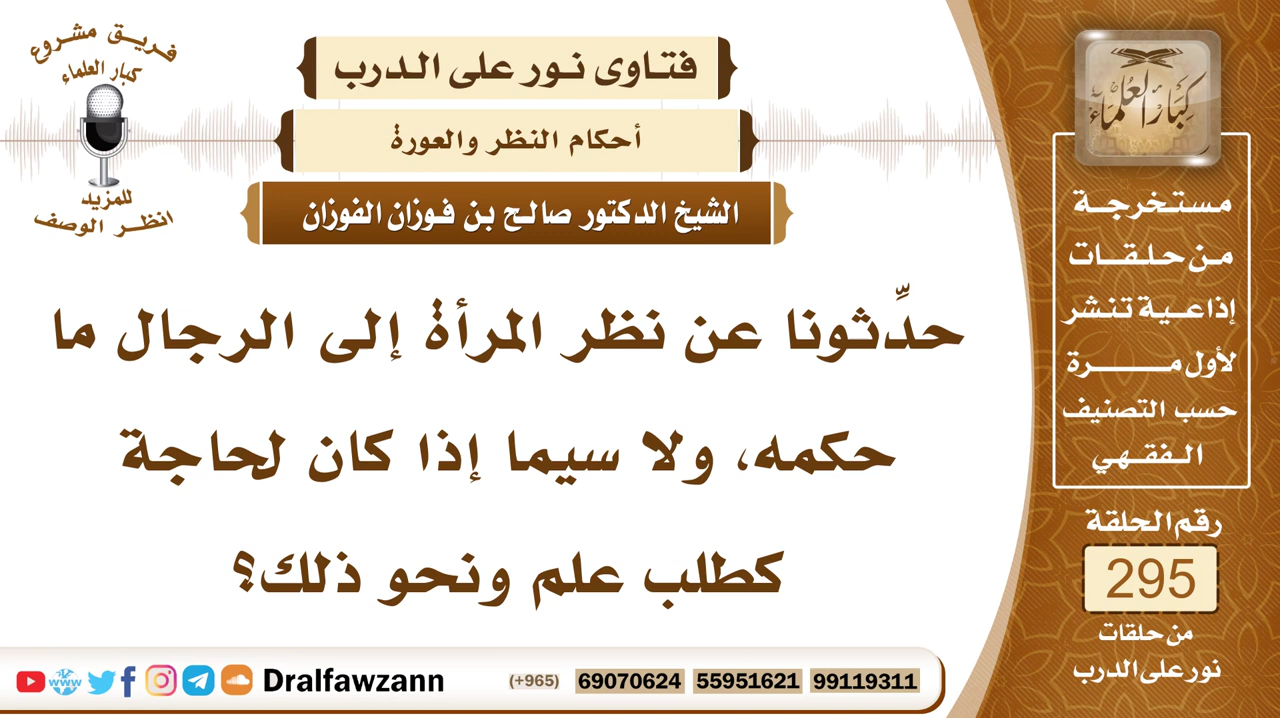 فريق مشروع
كبار العلماء
للمزيد
انظر الوصف
فتاوى نور على الدرب
أحكام النظر والعورة
الشيخ الدكتور صالح بن فوزان الفوزان
حدِّثونا عن نظر المرأة إلى الرجال ما
حكمه، ولا سيما إذا كان لحاجة
كطلب علم ونحو ذلك؟
كبار العلماء
مستخرجة
من حلقات
إذاعية تنشر
لأول مرة
حسب التصنيف
الفقهي
رقم الحلقة
295
من حلقات
نور على الدرب
www Dralfawzann (+965) 69070624 55951621 99119311